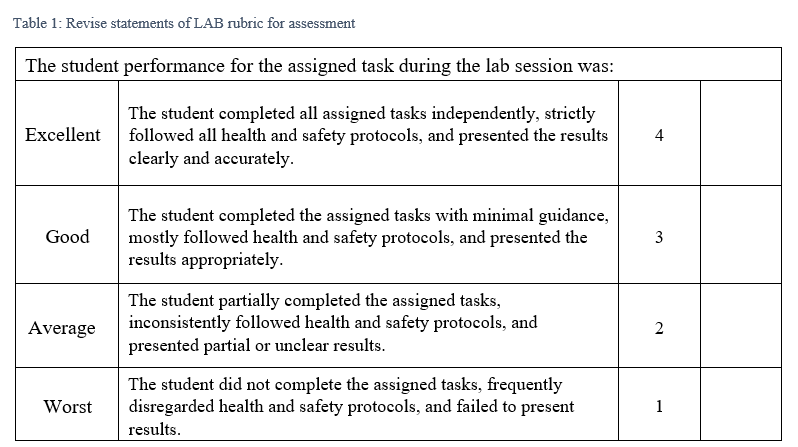 Table 1: Revise statements of LAB rubric for assessment
The student performance for the assigned task during the lab session was:
Excellent
The student completed all assigned tasks independently, strictly
followed all health and safety protocols, and presented the results
clearly and accurately.
4
Good
The student completed the assigned tasks with minimal guidance,
mostly followed health and safety protocols, and presented the
results appropriately.
3
Average
The student partially completed the assigned tasks,
inconsistently followed health and safety protocols, and
presented partial or unclear results.
2
Worst
The student did not complete the assigned tasks, frequently
disregarded health and safety protocols, and failed to present
results.
1